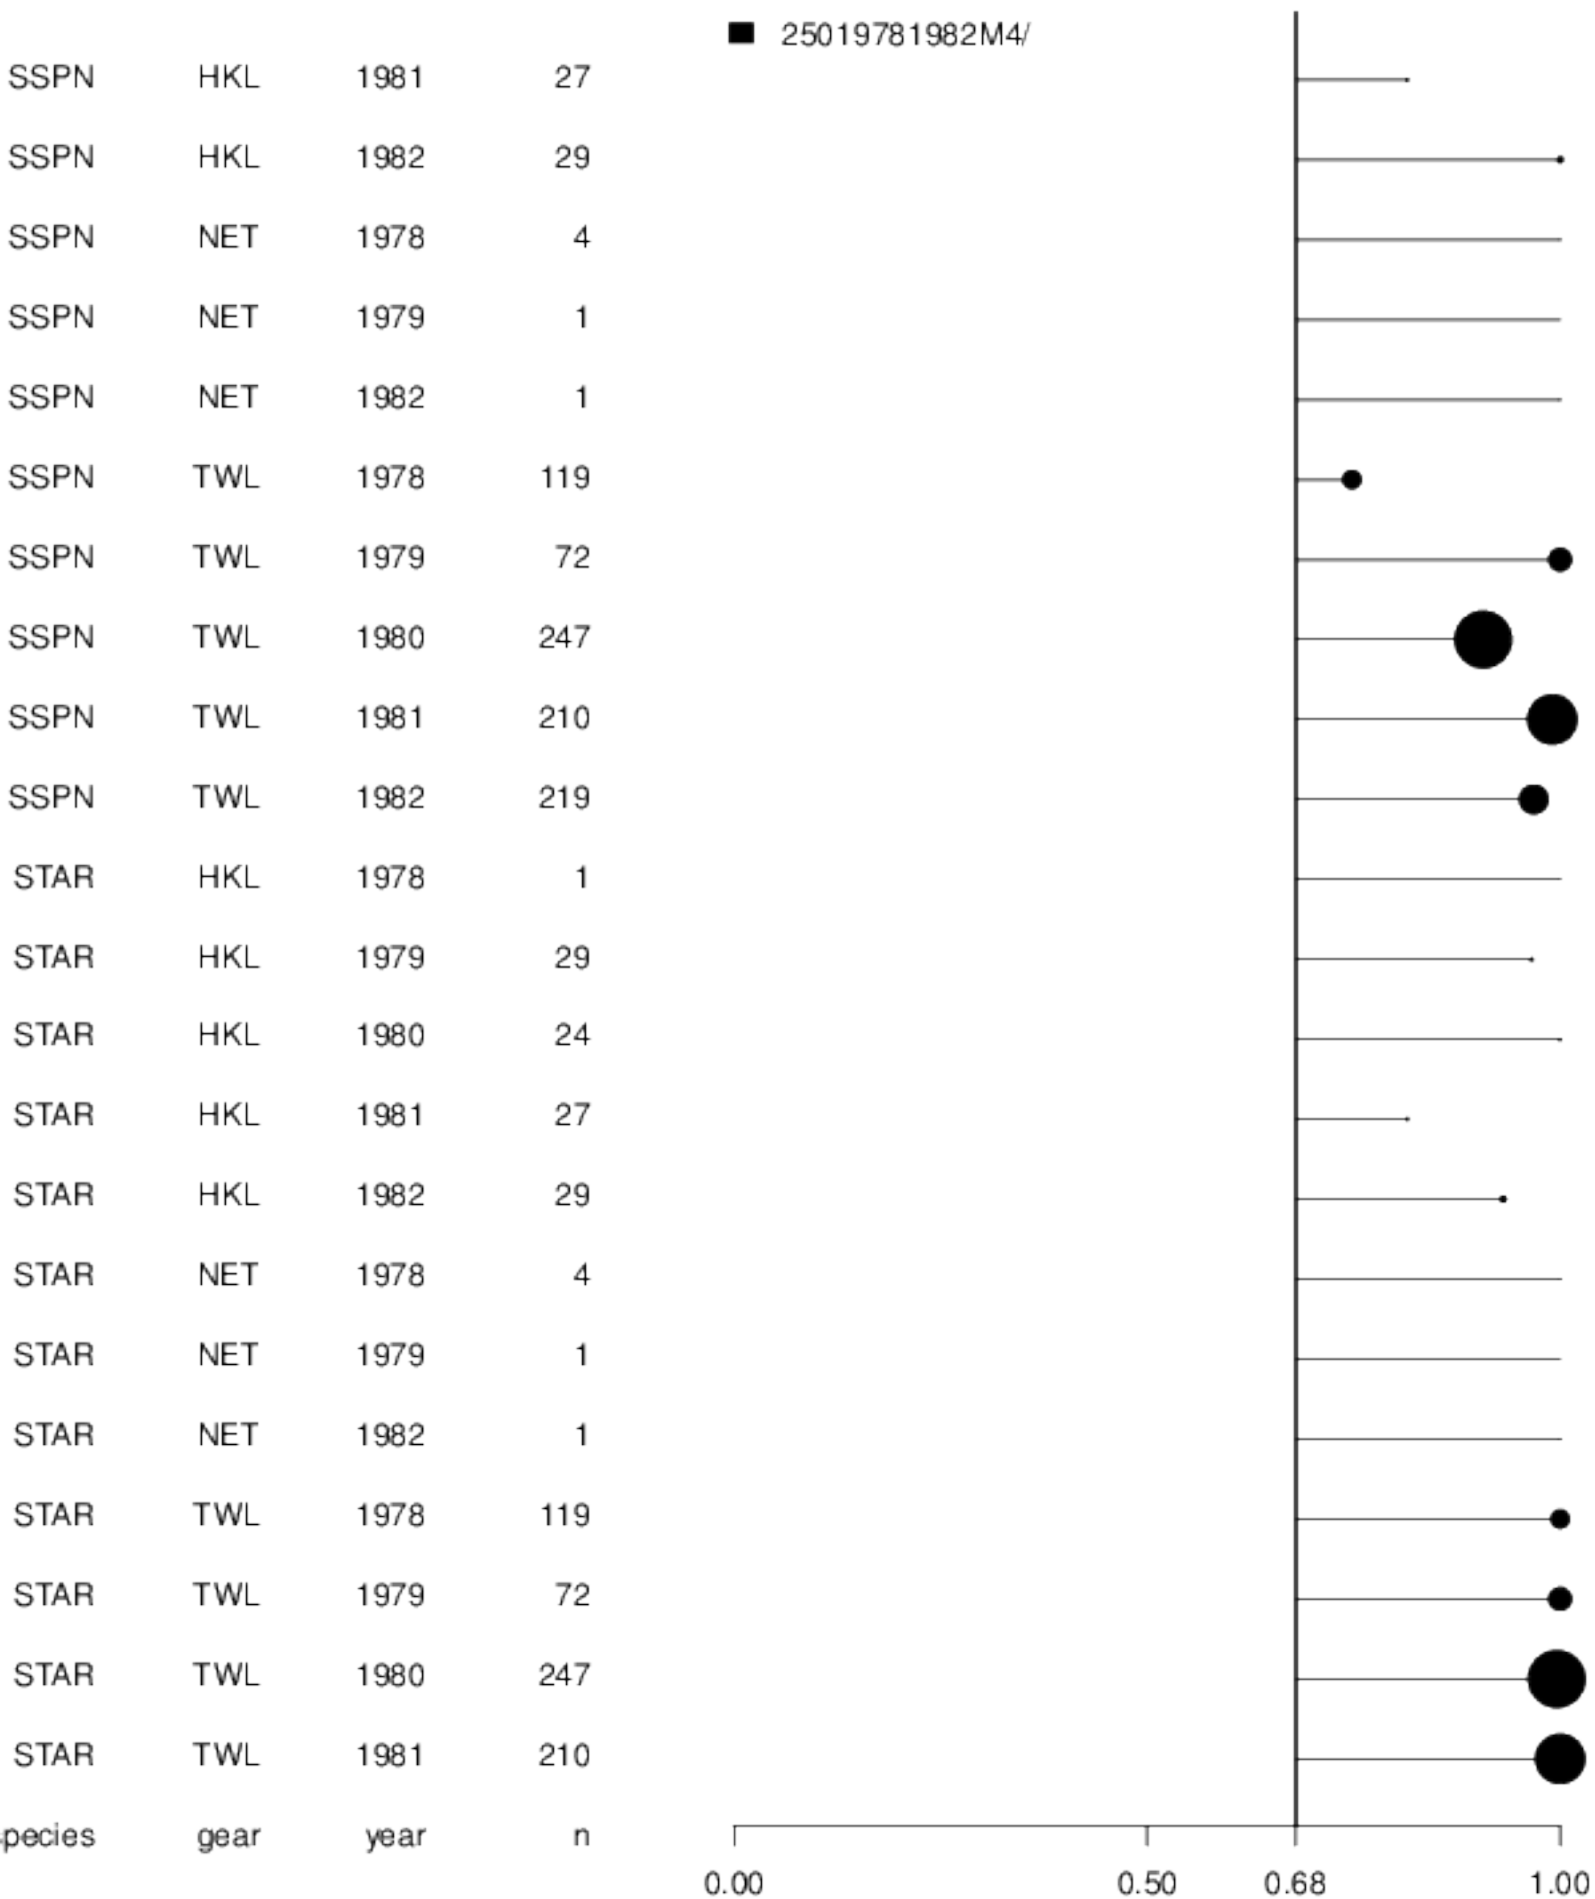 25019781982M4/
SSPN HKL 1981 27
SSPN HKL 1982 29
SSPN NET 1978 4
SSPN NET 1979 1
SSPN NET 1982 1
SSPN TWL 1978 119
SSPN TWL 1979 72
SSPN TWL 1980 247
SSPN TWL 1981 210
SSPN TWL 1982 219
STAR HKL 1978 1
STAR HKL 1979 29
STAR HKL 1980 24
STAR HKL 1981 27
STAR HKL 1982 29
STAR NET 1978 4
STAR NET 1979 1
STAR NET 1982 1
STAR TWL 1978 119
STAR TWL 1979 72
STAR TWL 1980 247
STAR TWL 1981 210
pecies gear year n
0.00 0.50 0.68 1.00